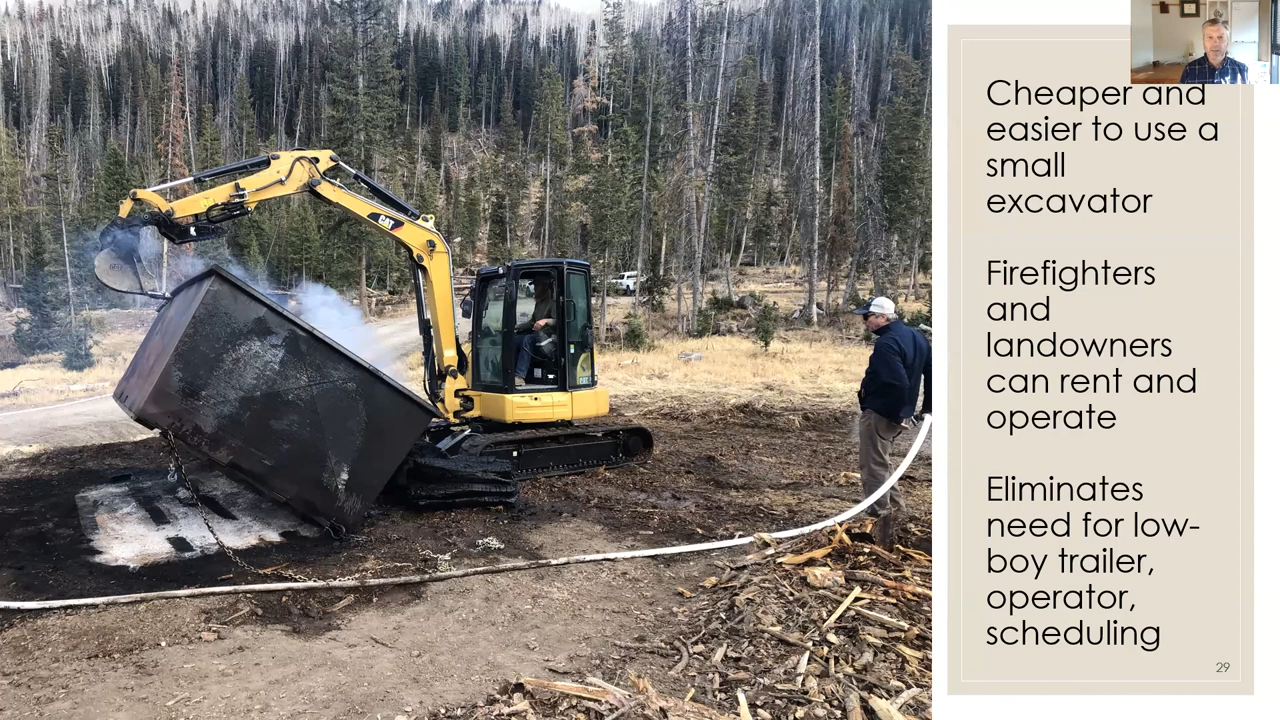 CAT
Cheaper and
easier to use a
small
excavator
Firefighters
and
landowners
can rent and
operate
Eliminates
need for low-
boy trailer,
operator,
scheduling
29